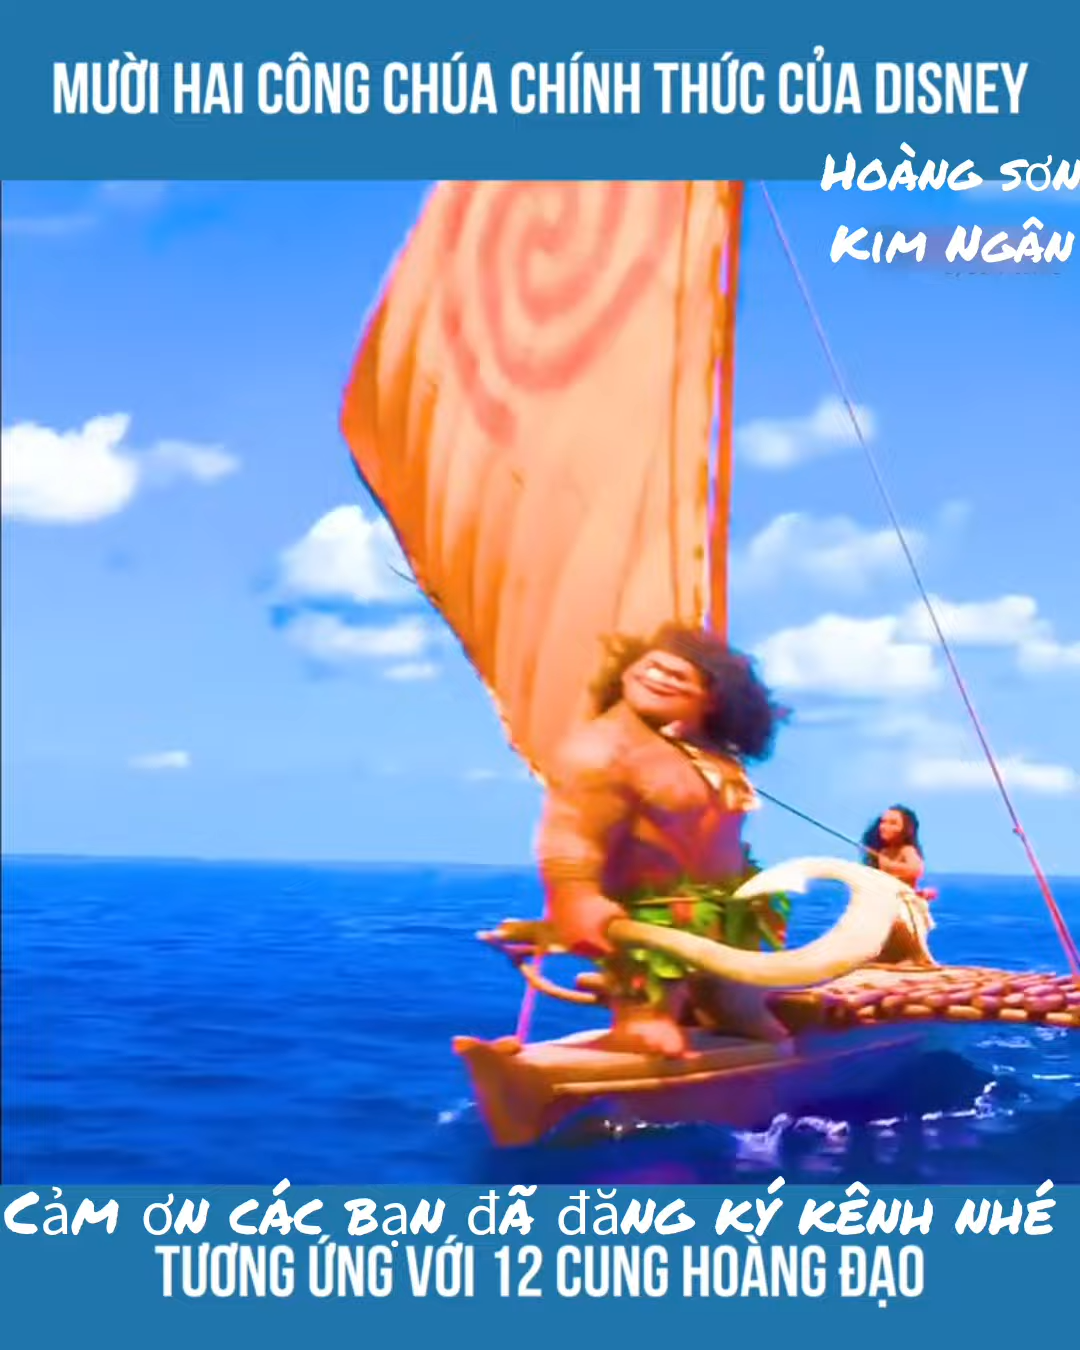 MƯỜI HAI CÔNG CHÚA CHÍNH THỨC CỦA DISNEY
HOÀNG SƠN
KIM NGÂN
CẢM ƠN CÁC BẠN ĐÃ ĐĂNG KÝ KÊNH NHÉ
TƯƠNG ỨNG VỚI 12 CUNG HOÀNG ĐẠO